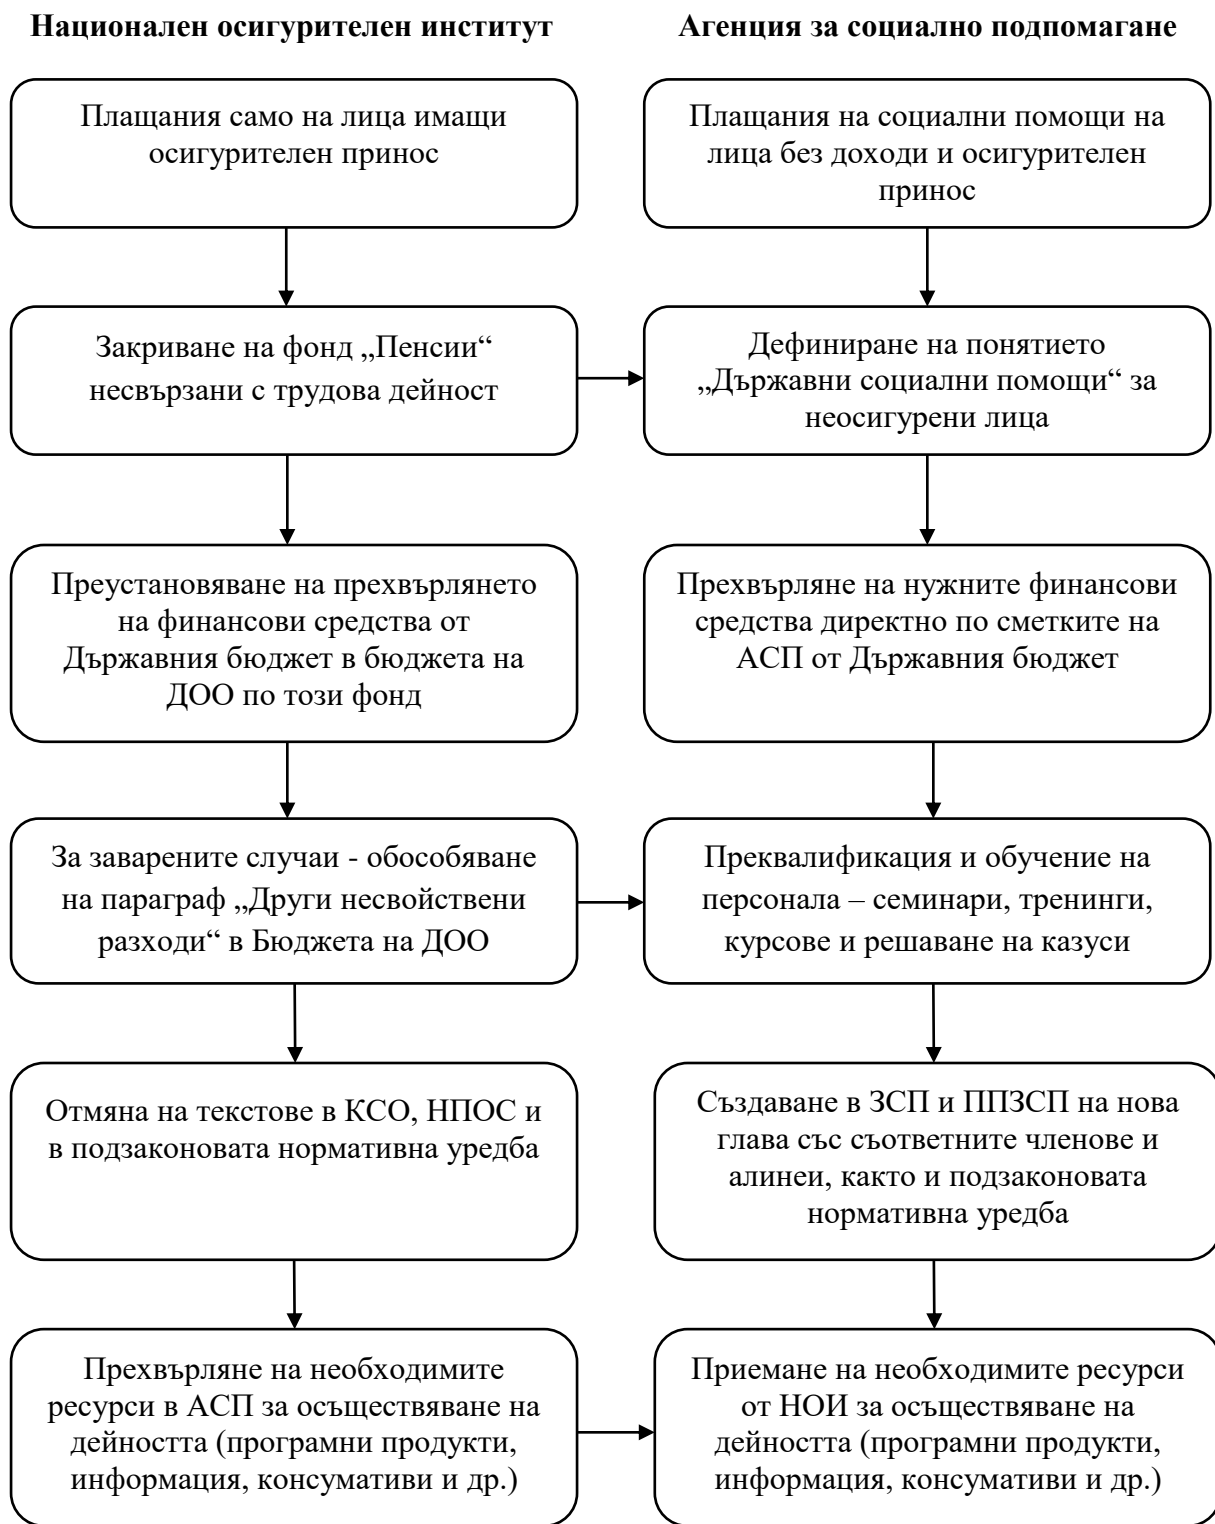 Национален осигурителен институт
Агенция за социално подпомагане
Плащания само на лица имащи
осигурителен принос
Плащания на социални помощи на
лица без доходи и осигурителен
принос
Закриване на фонд „Пенсии“
несвързани с трудова дейност
Дефиниране на понятието
„Държавни социални помощи“ за
неосигурени лица
Преустановяване на прехвърлянето
на финансови средства от
Държавния бюджет в бюджета на
ДОО по този фонд
Прехвърляне на нужните финансови
средства директно по сметките на
АСП от Държавния бюджет
За заварените случаи - обособяване
на параграф „Други несвойствени
разходи“ в Бюджета на ДОО
Преквалификация и обучение на
персонала – семинари, тренинги,
курсове и решаване на казуси
Отмяна на текстове в КСО, НПОС и
в подзаконовата нормативна уредба
Създаване в ЗСП и ППЗСП на нова
глава със съответните членове и
алинеи, както и подзаконовата
нормативна уредба
Прехвърляне на необходимите
ресурси в АСП за осъществяване на
дейността (програмни продукти,
информация, консумативи и др.)
Приемане на необходимите ресурси
от НОИ за осъществяване на
дейността (програмни продукти,
информация, консумативи и др.)